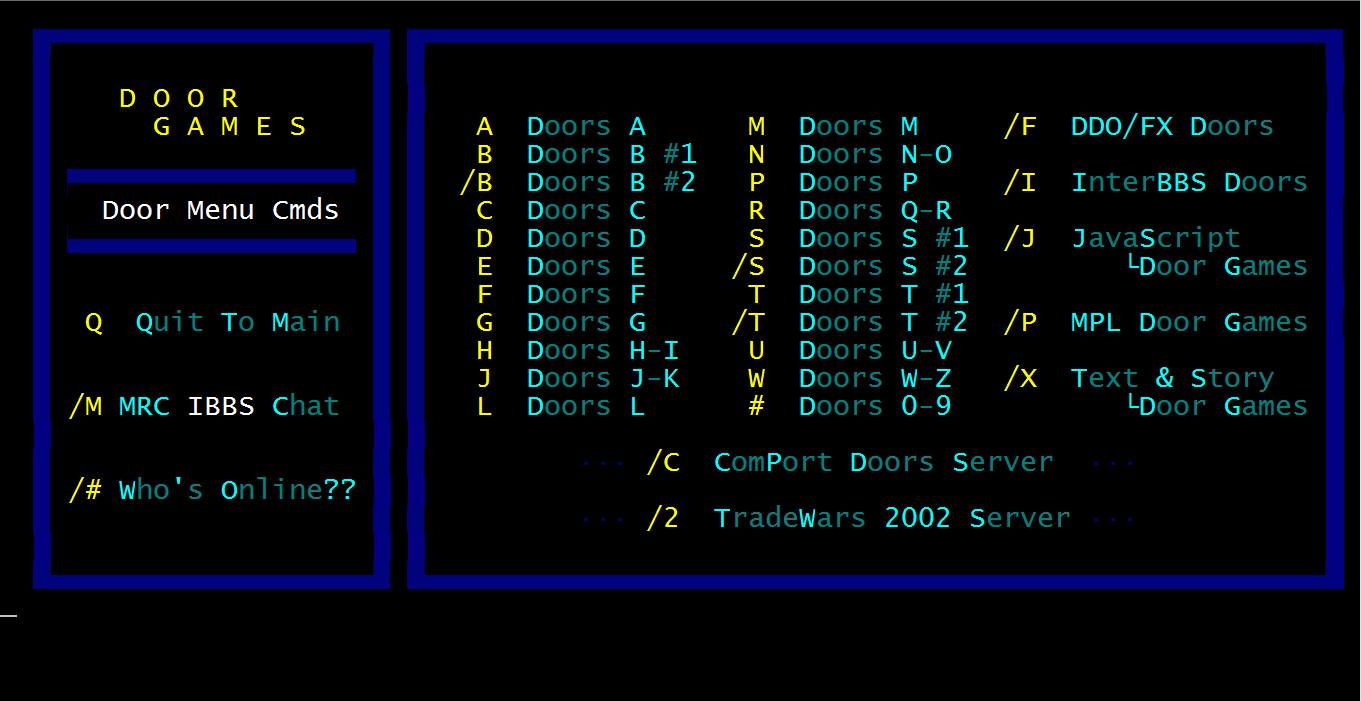 D O O R
G A M E S
Door Menu Cmds
Q Quit To Main
/M MRC IBBS Chat
/# Who's Online??
A Doors A M Doors M /F DDO/FX Doors
B Doors B #1 N Doors N-O
/B Doors B #2 P Doors P /I InterBBS Doors
C Doors C R Doors Q-R
D Doors D S Doors S #1 /J JavaScript
E Doors E /S Doors S #2 └Door Games
F Doors F T Doors T #1
G Doors G /T Doors T #2 /P MPL Door Games
H Doors H-I U Doors U-V
J Doors J-K W Doors W-Z /X Text & Story
L Doors L # Doors 0-9 └Door Games
··· /C ComPort Doors Server ···
··· /2 TradeWars 2002 Server ···